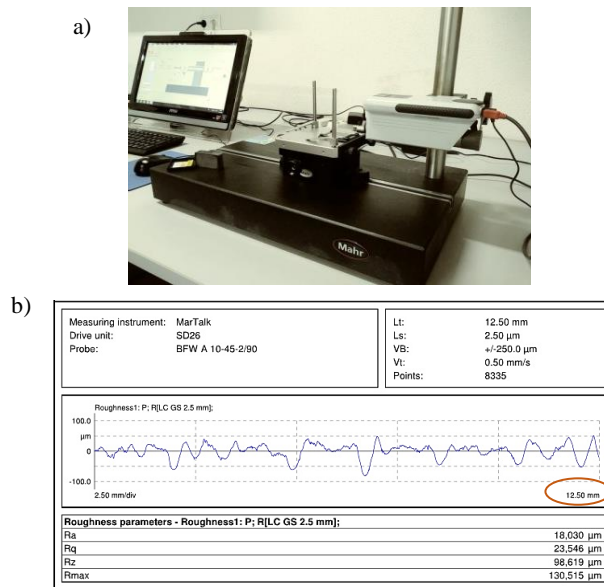 a)
Mahr
b)
Measuring instrument: MarTalk
Drive unit: SD26
Probe: BFW A 10-45-2/90
Lt: 12.50 mm
Ls: 2.50 µm
VB: +/-250.0 µm
Vt: 0.50 mm/s
Points: 8335
Roughness1: P; R[LC GS 2.5 mm];
100.0
µm
0
-100.0
2.50 mm/div 12.50 mm
Roughness parameters - Roughness1: P; R[LC GS 2.5 mm];
Ra 18,030 µm
Rq 23,546 µm
Rz 98,619 µm
Rmax 130,515 µm